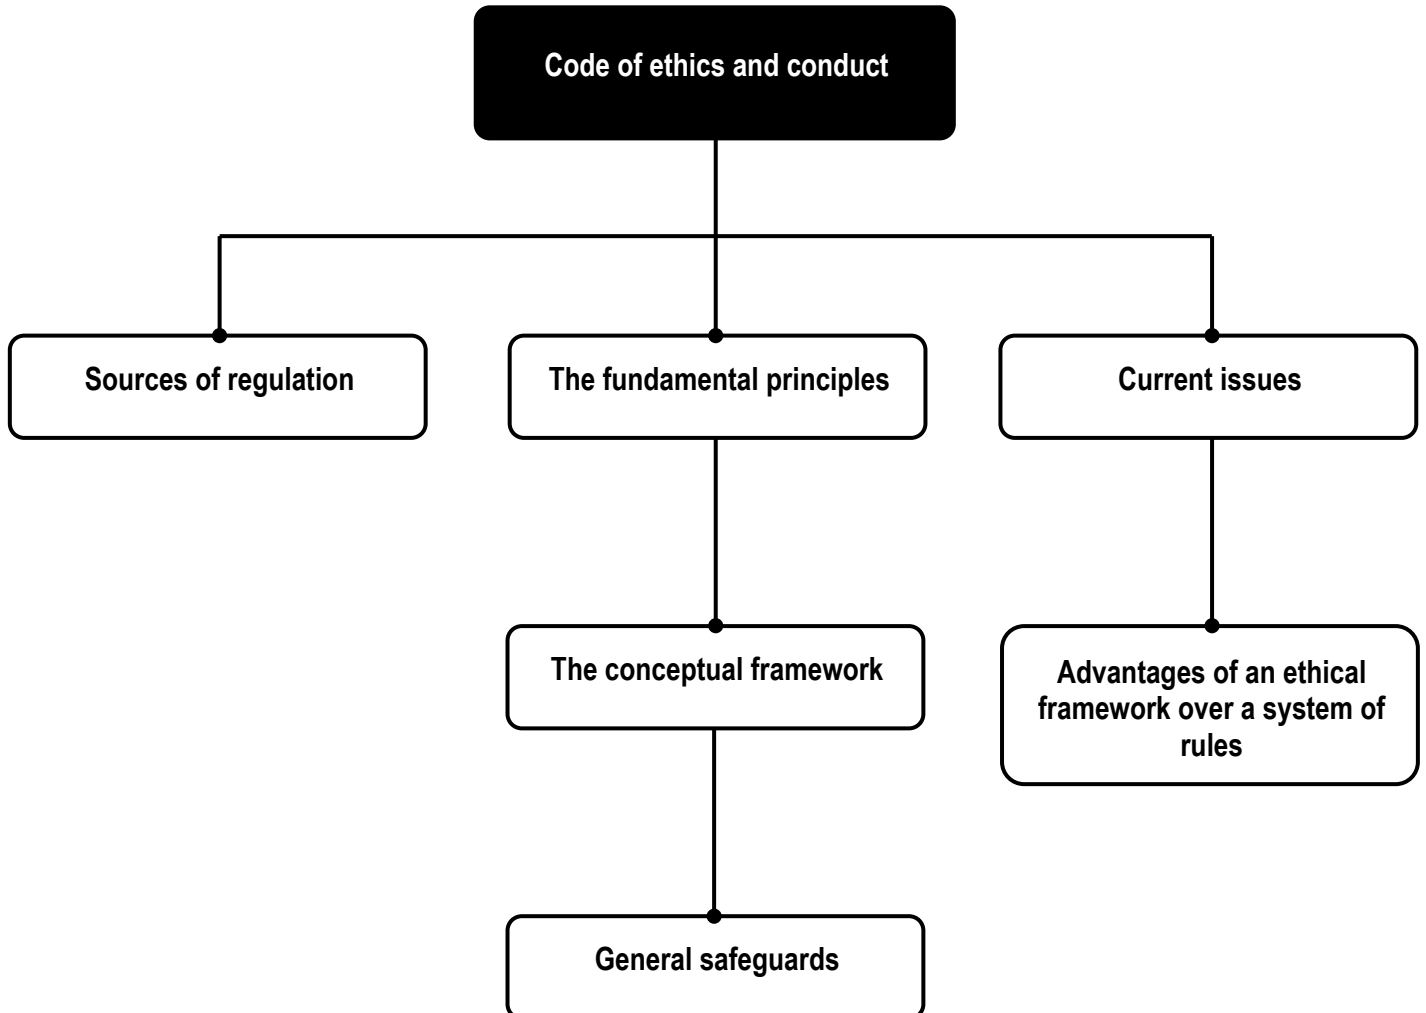 Code of ethics and conduct
Sources of regulation
The fundamental principles
Current issues
The conceptual framework
Advantages of an ethical
framework over a system of
rules
General safeguards